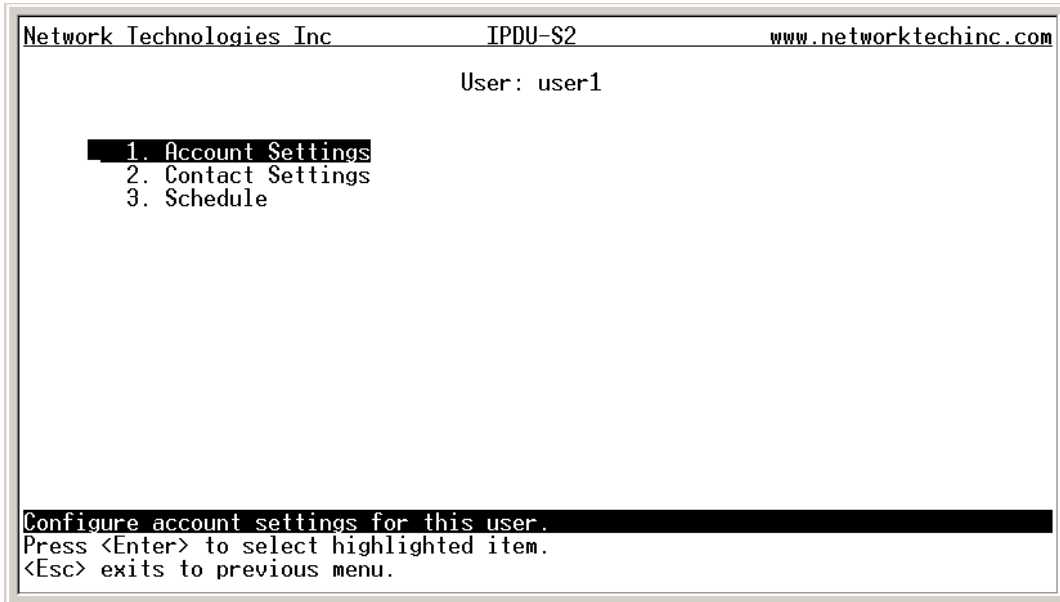 Network Technologies Inc IPDU-S2 www.networktechinc.com
User: user1
1. Account Settings
2. Contact Settings
3. Schedule
Configure account settings for this user.
Press <Enter> to select highlighted item.
<Esc> exits to previous menu.